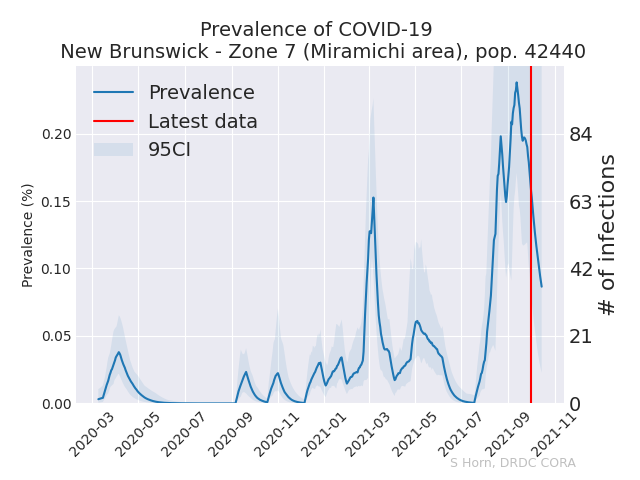 Prevalence of COVID-19
New Brunswick - Zone 7 (Miramichi area), pop. 42440
Prevalence
Latest data
95CI
Prevalence (%)
0.20
0.15
0.10
0.05
0.00
84
63
42
21
0
# of infections
2020-03
2020-05
2020-07
2020-09
2020-11
2021-01
2021-03
2021-05
2021-07
2021-09
2021-11
S Horn, DRDC CORA